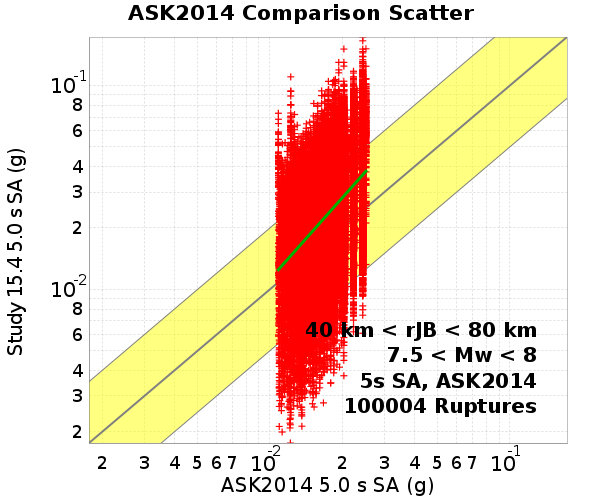 ASK2014 Comparison Scatter
Study 15.4 5.0 s SA (g)
10⁻¹
8
6
4
3
2
10⁻²
8
6
4
3
2
40 km < rJB < 80 km
7.5 < Mw < 8
5s SA, ASK2014
100004 Ruptures
2 3 4 5 6 7 10⁻² 2 3 4 5 6 7 10⁻¹
ASK2014 5.0 s SA (g)